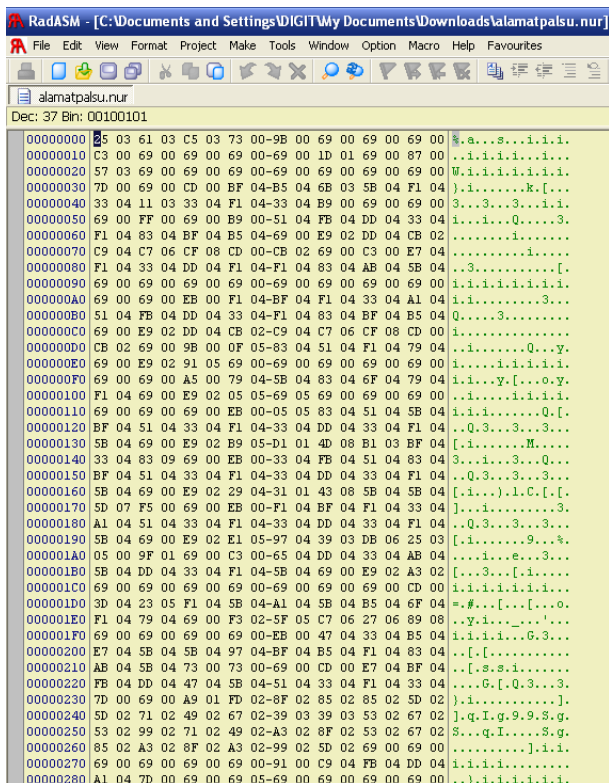 RadASM - [C:\Documents and Settings\DIGIT\My Documents\Downloads\alamatpalsu.nur]
File Edit View Format Project Make Tools Window Option Macro Help Favourites
alamatpalsu.nur
Dec: 37 Bin: 00100101
00000000 25 03 61 03 C5 03 73 00-9B 00 69 00 69 00 69 00 %.a...s...i.i.i.
00000010 C3 00 69 00 69 00 69 00-69 00 1D 01 69 00 87 00 ..i.i.i.i...i...
00000020 57 03 69 00 69 00 69 00-69 00 69 00 69 00 69 00 W.i.i.i.i.i.i.i.
00000030 7D 00 69 00 CD 00 BF 04-B5 04 6B 03 5B 04 F1 04 }.i.......k.[...
00000040 33 04 11 03 33 04 F1 04-33 04 B9 00 69 00 69 00 3...3...3...i.i.
00000050 69 00 FF 00 69 00 B9 00-51 04 FB 04 DD 04 33 04 i...i...Q.....3.
00000060 F1 04 83 04 BF 04 B5 04-69 00 E9 02 DD 04 CB 02 ........i.......
00000070 C9 04 C7 06 CF 08 CD 00-CB 02 69 00 C3 00 E7 04 ..........i.....
00000080 F1 04 33 04 DD 04 F1 04-F1 04 83 04 AB 04 5B 04 ..3...........[.
00000090 69 00 69 00 69 00 69 00-69 00 69 00 69 00 69 00 i.i.i.i.i.i.i.i.
000000A0 69 00 69 00 EB 00 F1 04-BF 04 F1 04 33 04 A1 04 i.i.........3...
000000B0 51 04 FB 04 DD 04 33 04-F1 04 83 04 BF 04 B5 04 Q.....3.........
000000C0 69 00 E9 02 DD 04 CB 02-C9 04 C7 06 CF 08 CD 00 i...............
000000D0 CB 02 69 00 9B 00 0F 05-83 04 51 04 F1 04 79 04 ..i.......Q...y.
000000E0 69 00 E9 02 91 05 69 00-69 00 69 00 69 00 69 00 i.....i.i.i.i.i.
000000F0 69 00 69 00 A5 00 79 04-5B 04 83 04 6F 04 79 04 i.i...y.[...o.y.
00000100 F1 04 69 00 E9 02 05 05-69 05 69 00 69 00 69 00 ..i.....i.i.i.i.
00000110 69 00 69 00 69 00 EB 00-05 05 83 04 51 04 5B 04 i.i.i.......Q.[.
00000120 BF 04 51 04 33 04 F1 04-33 04 DD 04 33 04 F1 04 ..Q.3...3...3...
00000130 5B 04 69 00 E9 02 B9 05-D1 01 4D 08 B1 03 BF 04 [.i.......M.....
00000140 33 04 83 09 69 00 EB 00-33 04 FB 04 51 04 83 04 3...i...3...Q...
00000150 BF 04 51 04 33 04 F1 04-33 04 DD 04 33 04 F1 04 ..Q.3...3...3...
00000160 5B 04 69 00 E9 02 29 04-31 01 43 08 5B 04 5B 04 [.i...).1.C.[.[.
00000170 5D 07 F5 00 69 00 EB 00-F1 04 BF 04 F1 04 33 04 ]...i.........3.
00000180 A1 04 51 04 33 04 F1 04-33 04 DD 04 33 04 F1 04 ..Q.3...3...3...
00000190 5B 04 69 00 E9 02 E1 05-97 04 39 03 DB 06 25 03 [.i.......9...%.
000001A0 05 00 9F 01 69 00 C3 00-65 04 DD 04 33 04 AB 04 ....i...e...3...
000001B0 5B 04 DD 04 33 04 F1 04-5B 04 69 00 E9 02 A3 02 [...3...[.i.....
000001C0 69 00 69 00 69 00 69 00-69 00 69 00 69 00 CD 00 i.i.i.i.i.i.i...
000001D0 3D 04 23 05 F1 04 5B 04-A1 04 5B 04 B5 04 6F 04 =.#...[...[...o.
000001E0 F1 04 79 04 69 00 F3 02-5F 05 C7 06 27 06 89 08 ..y.i..._...'...
000001F0 69 00 69 00 69 00 69 00-69 00 EB 00 47 04 33 04 B5 04 i.i.i.i.i...G.3...
00000200 E7 04 5B 04 5B 04 97 04-BF 04 B5 04 F1 04 83 04 ..[.[...........
00000210 AB 04 5B 04 73 00 73 00-69 00 CD 00 E7 04 BF 04 ..[.s.s.i.......
00000220 FB 04 DD 04 47 04 5B 04-51 04 33 04 F1 04 33 04 ....G.[.Q.3...3.
00000230 7D 00 69 00 A9 01 FD 02-8F 02 85 02 85 02 5D 02 }.i...........].
00000240 5D 02 71 02 49 02 67 02-39 03 39 03 53 02 67 02 ].q.I.g.9.9.S.g.
00000250 53 02 99 02 71 02 49 02-A3 02 8F 02 53 02 67 02 S...q.I.....S.g.
00000260 85 02 A3 02 8F 02 A3 02-99 02 5D 02 69 00 69 00 ..........].i.i.
00000270 69 00 69 00 69 00 69 00-91 00 C9 04 FB 04 DD 04 i.i.i.i.........
00000280 A1 04 7D 00 69 00 69 05-69 00 69 00 69 00 69 00 ..}.i.i.i.i.i.i.